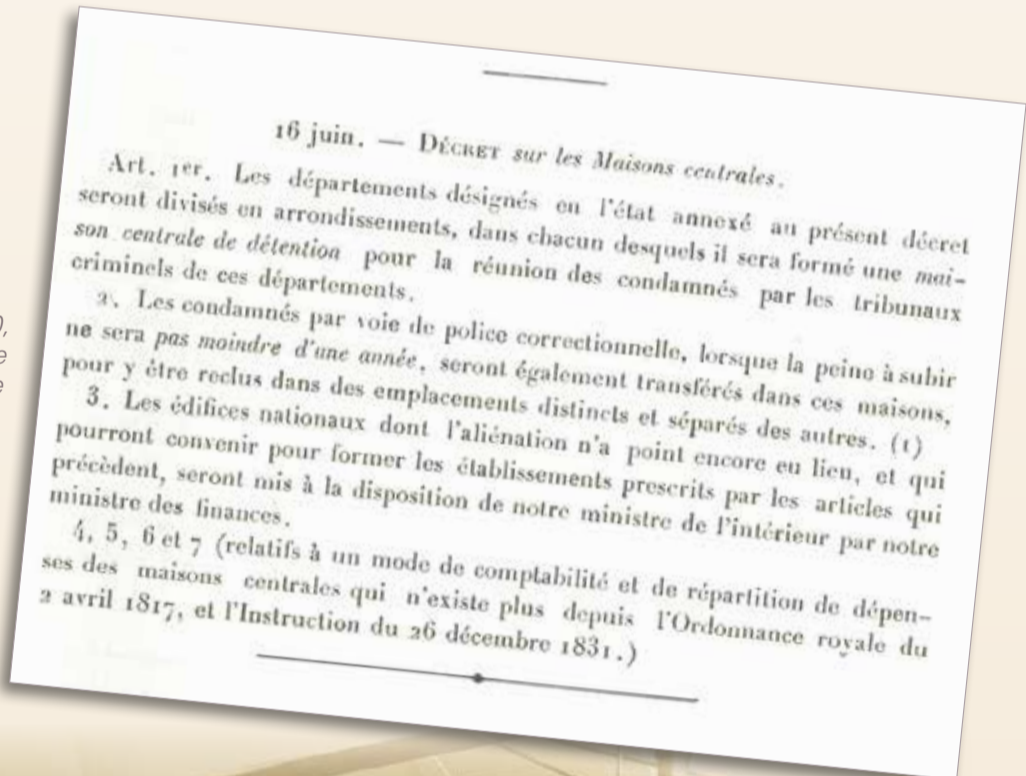 16 juin. — DÉCRET sur les Maisons centrales.
Art. 1er. Les départements désignés en l'état annexé au présent décret
seront divisés en arrondissements, dans chacun desquels il sera formé une mai-
son centrale de détention pour la réunion des condamnés par les tribunaux
criminels de ces départements.
2. Les condamnés par voie de police correctionnelle, lorsque la peine à subir
ne sera pas moindre d'une année, seront également transférés dans ces maisons,
pour y être reclus dans des emplacements distincts et séparés des autres. (1)
3. Les édifices nationaux dont l'aliénation n'a point encore eu lieu, et qui
pourront convenir pour former les établissements prescrits par les articles qui
précèdent, seront mis à la disposition de notre ministre de l'intérieur par notre
ministre des finances.
4, 5, 6 et 7 (relatifs à un mode de comptabilité et de répartition de dépen-
ses des maisons centrales qui n'existe plus depuis l'Ordonnance royale du
2 avril 1817, et l'Instruction du 26 décembre 1831.)